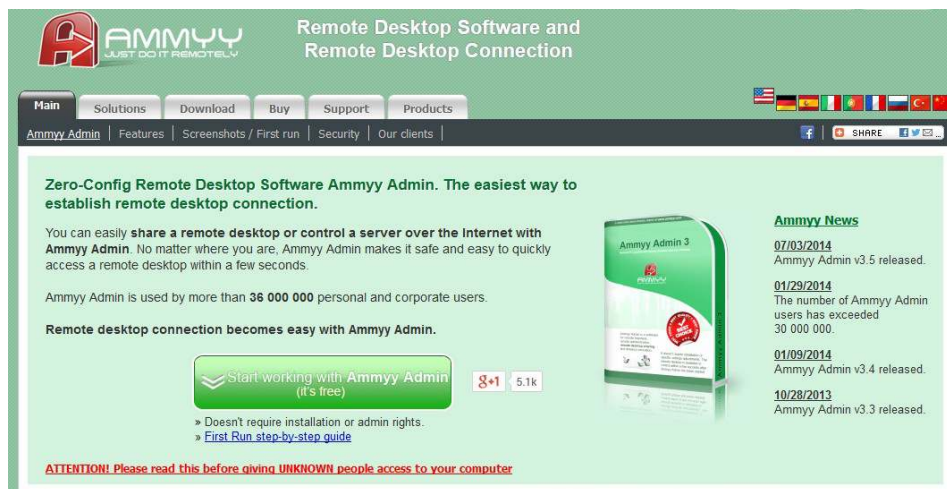 AMMYY
JUST DO IT REMOTELY
Remote Desktop Software and
Remote Desktop Connection
Main
Solutions
Download
Buy
Support
Products
Ammyy Admin | Features | Screenshots / First run | Security | Our clients |
SHARE
Zero-Config Remote Desktop Software Ammyy Admin. The easiest way to
establish remote desktop connection.
You can easily share a remote desktop or control a server over the Internet with
Ammyy Admin. No matter where you are, Ammyy Admin makes it safe and easy to quickly
access a remote desktop within a few seconds.
Ammyy Admin is used by more than 36 000 000 personal and corporate users.
Remote desktop connection becomes easy with Ammyy Admin.
Start working with Ammyy Admin
(it's free)
g+1 5.1k
» Doesn't require installation or admin rights.
» First Run step-by-step guide
ATTENTION! Please read this before giving UNKNOWN people access to your computer
Ammyy Admin 3
AMMYY
BEST CHOICE
Ammyy News
07/03/2014
Ammyy Admin v3.5 released.
01/29/2014
The number of Ammyy Admin
users has exceeded
30 000 000.
01/09/2014
Ammyy Admin v3.4 released.
10/28/2013
Ammyy Admin v3.3 released.